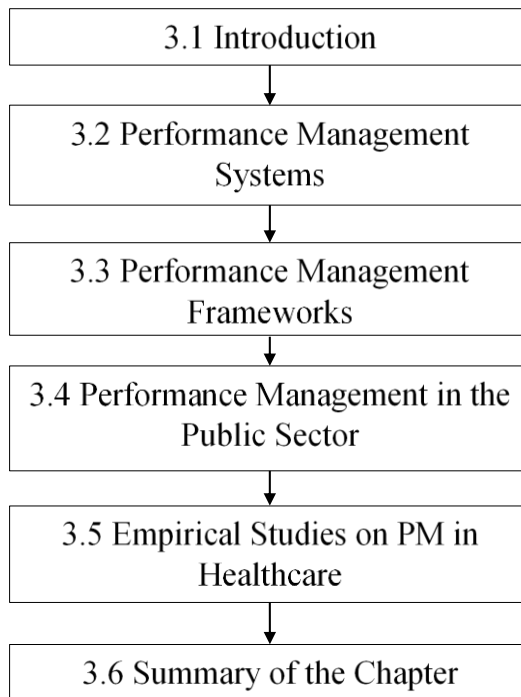 3.1 Introduction
3.2 Performance Management
Systems
3.3 Performance Management
Frameworks
3.4 Performance Management in the
Public Sector
3.5 Empirical Studies on PM in
Healthcare
3.6 Summary of the Chapter